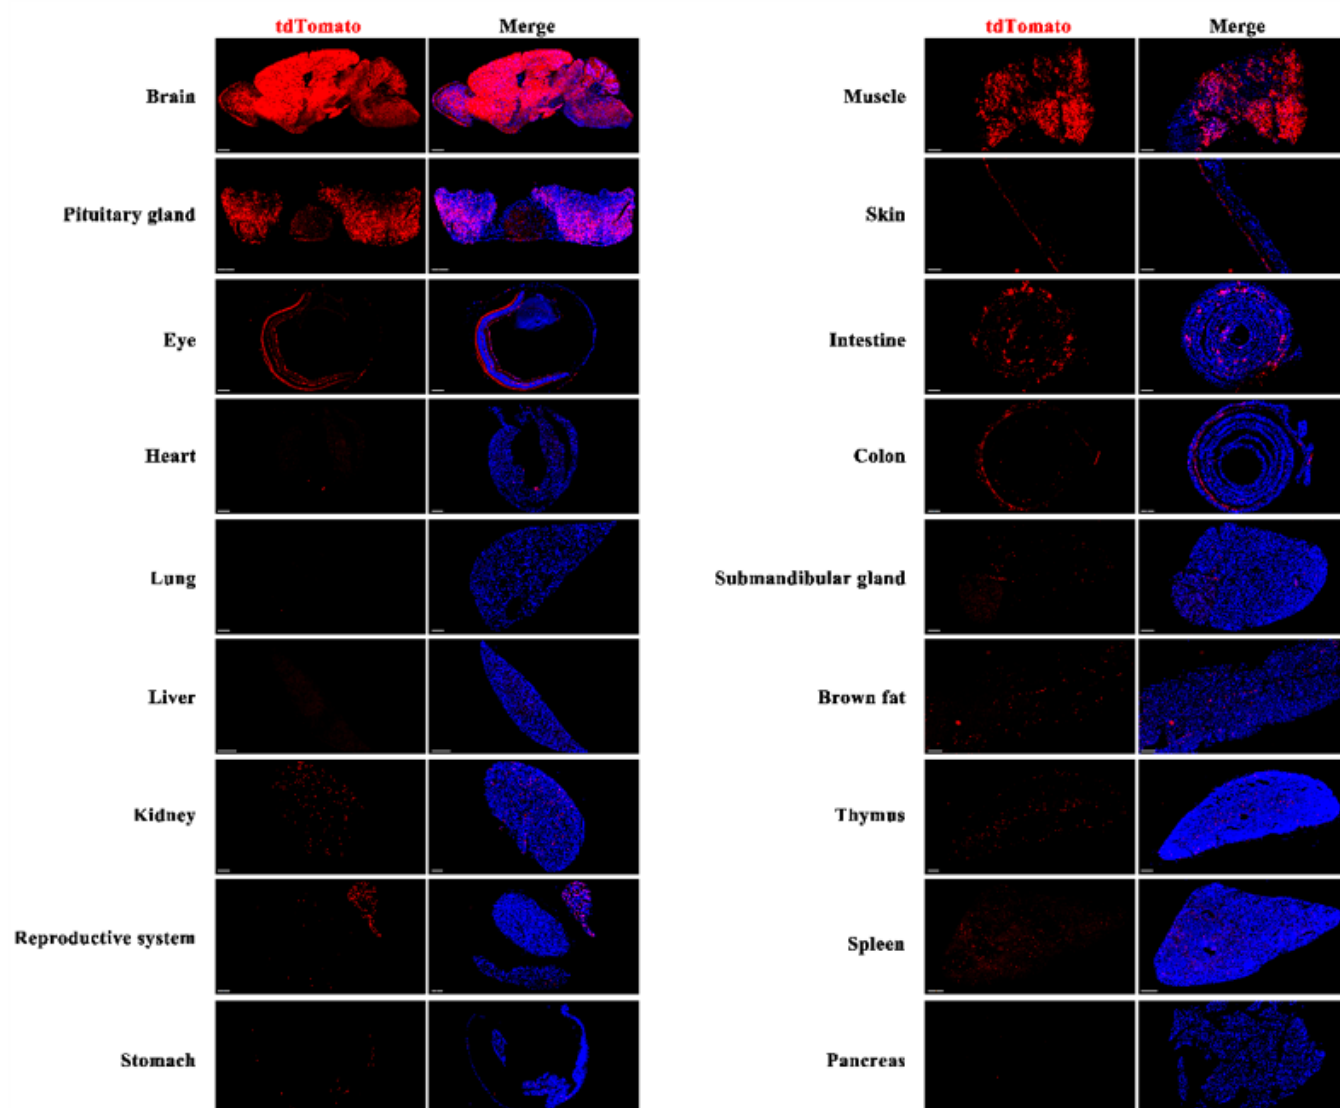 tdTomato Merge
Brain
Pituitary gland
Eye
Heart
Lung
Liver
Kidney
Reproductive system
Stomach
tdTomato Merge
Muscle
Skin
Intestine
Colon
Submandibular gland
Brown fat
Thymus
Spleen
Pancreas